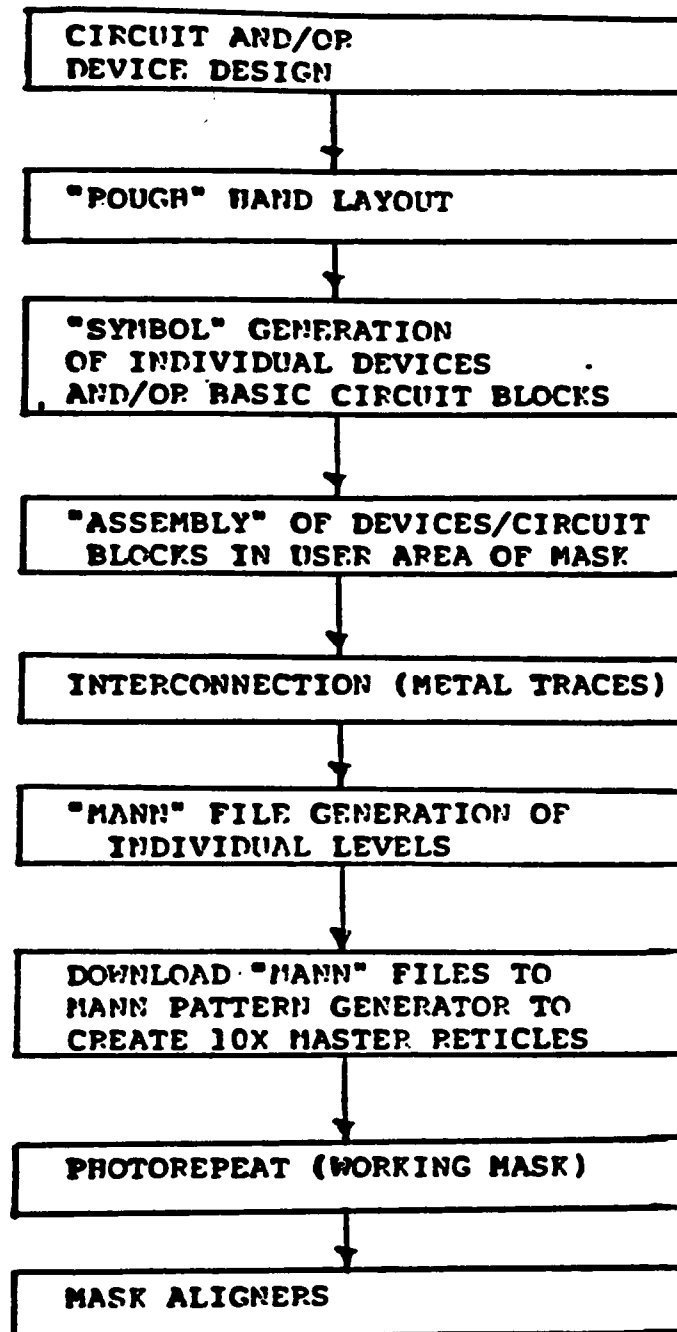 CIRCUIT AND/OR
DEVICE DESIGN
"ROUGH" HAND LAYOUT
"SYMBOL" GENERATION
OF INDIVIDUAL DEVICES
AND/OR BASIC CIRCUIT BLOCKS
"ASSEMBLY" OF DEVICES/CIRCUIT
BLOCKS IN USER AREA OF MASK
INTERCONNECTION (METAL TRACES)
"MANN" FILE GENERATION OF
INDIVIDUAL LEVELS
DOWNLOAD "MANN" FILES TO
MANN PATTERN GENERATOR TO
CREATE 10X MASTER RETICLES
PHOTOREPEAT (WORKING MASK)
MASK ALIGNERS